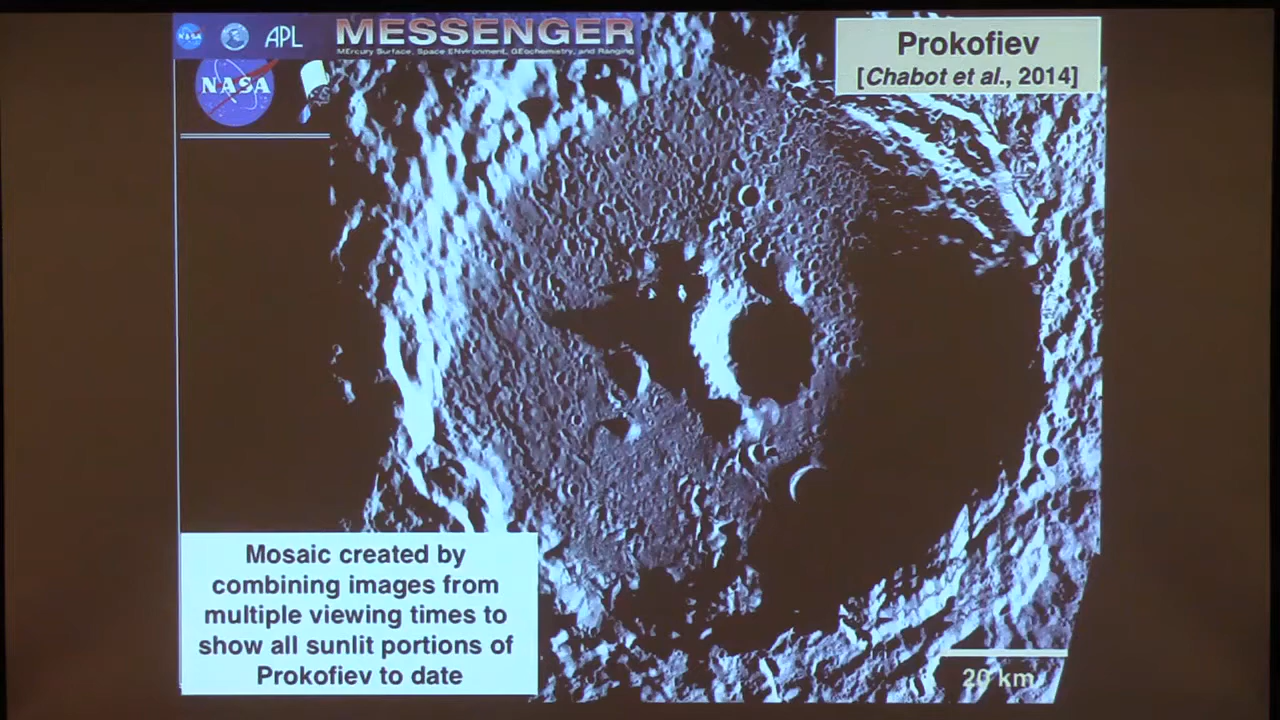 NASA
APL
MESSENGER
MErcury Surface, Space ENvironment, GEochemistry, and Ranging
NASA
Prokofiev
[Chabot et al., 2014]
Mosaic created by
combining images from
multiple viewing times to
show all sunlit portions of
Prokofiev to date
20 km